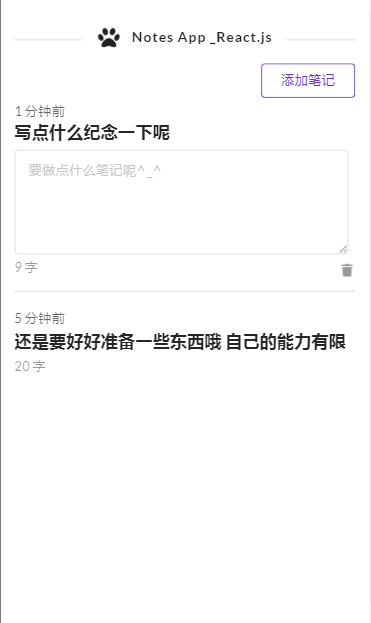 Notes App _React.js
添加笔记
1 分钟前
写点什么纪念一下呢
要做点什么笔记呢^_^
9 字
5 分钟前
还是要好好准备一些东西哦 自己的能力有限
20 字